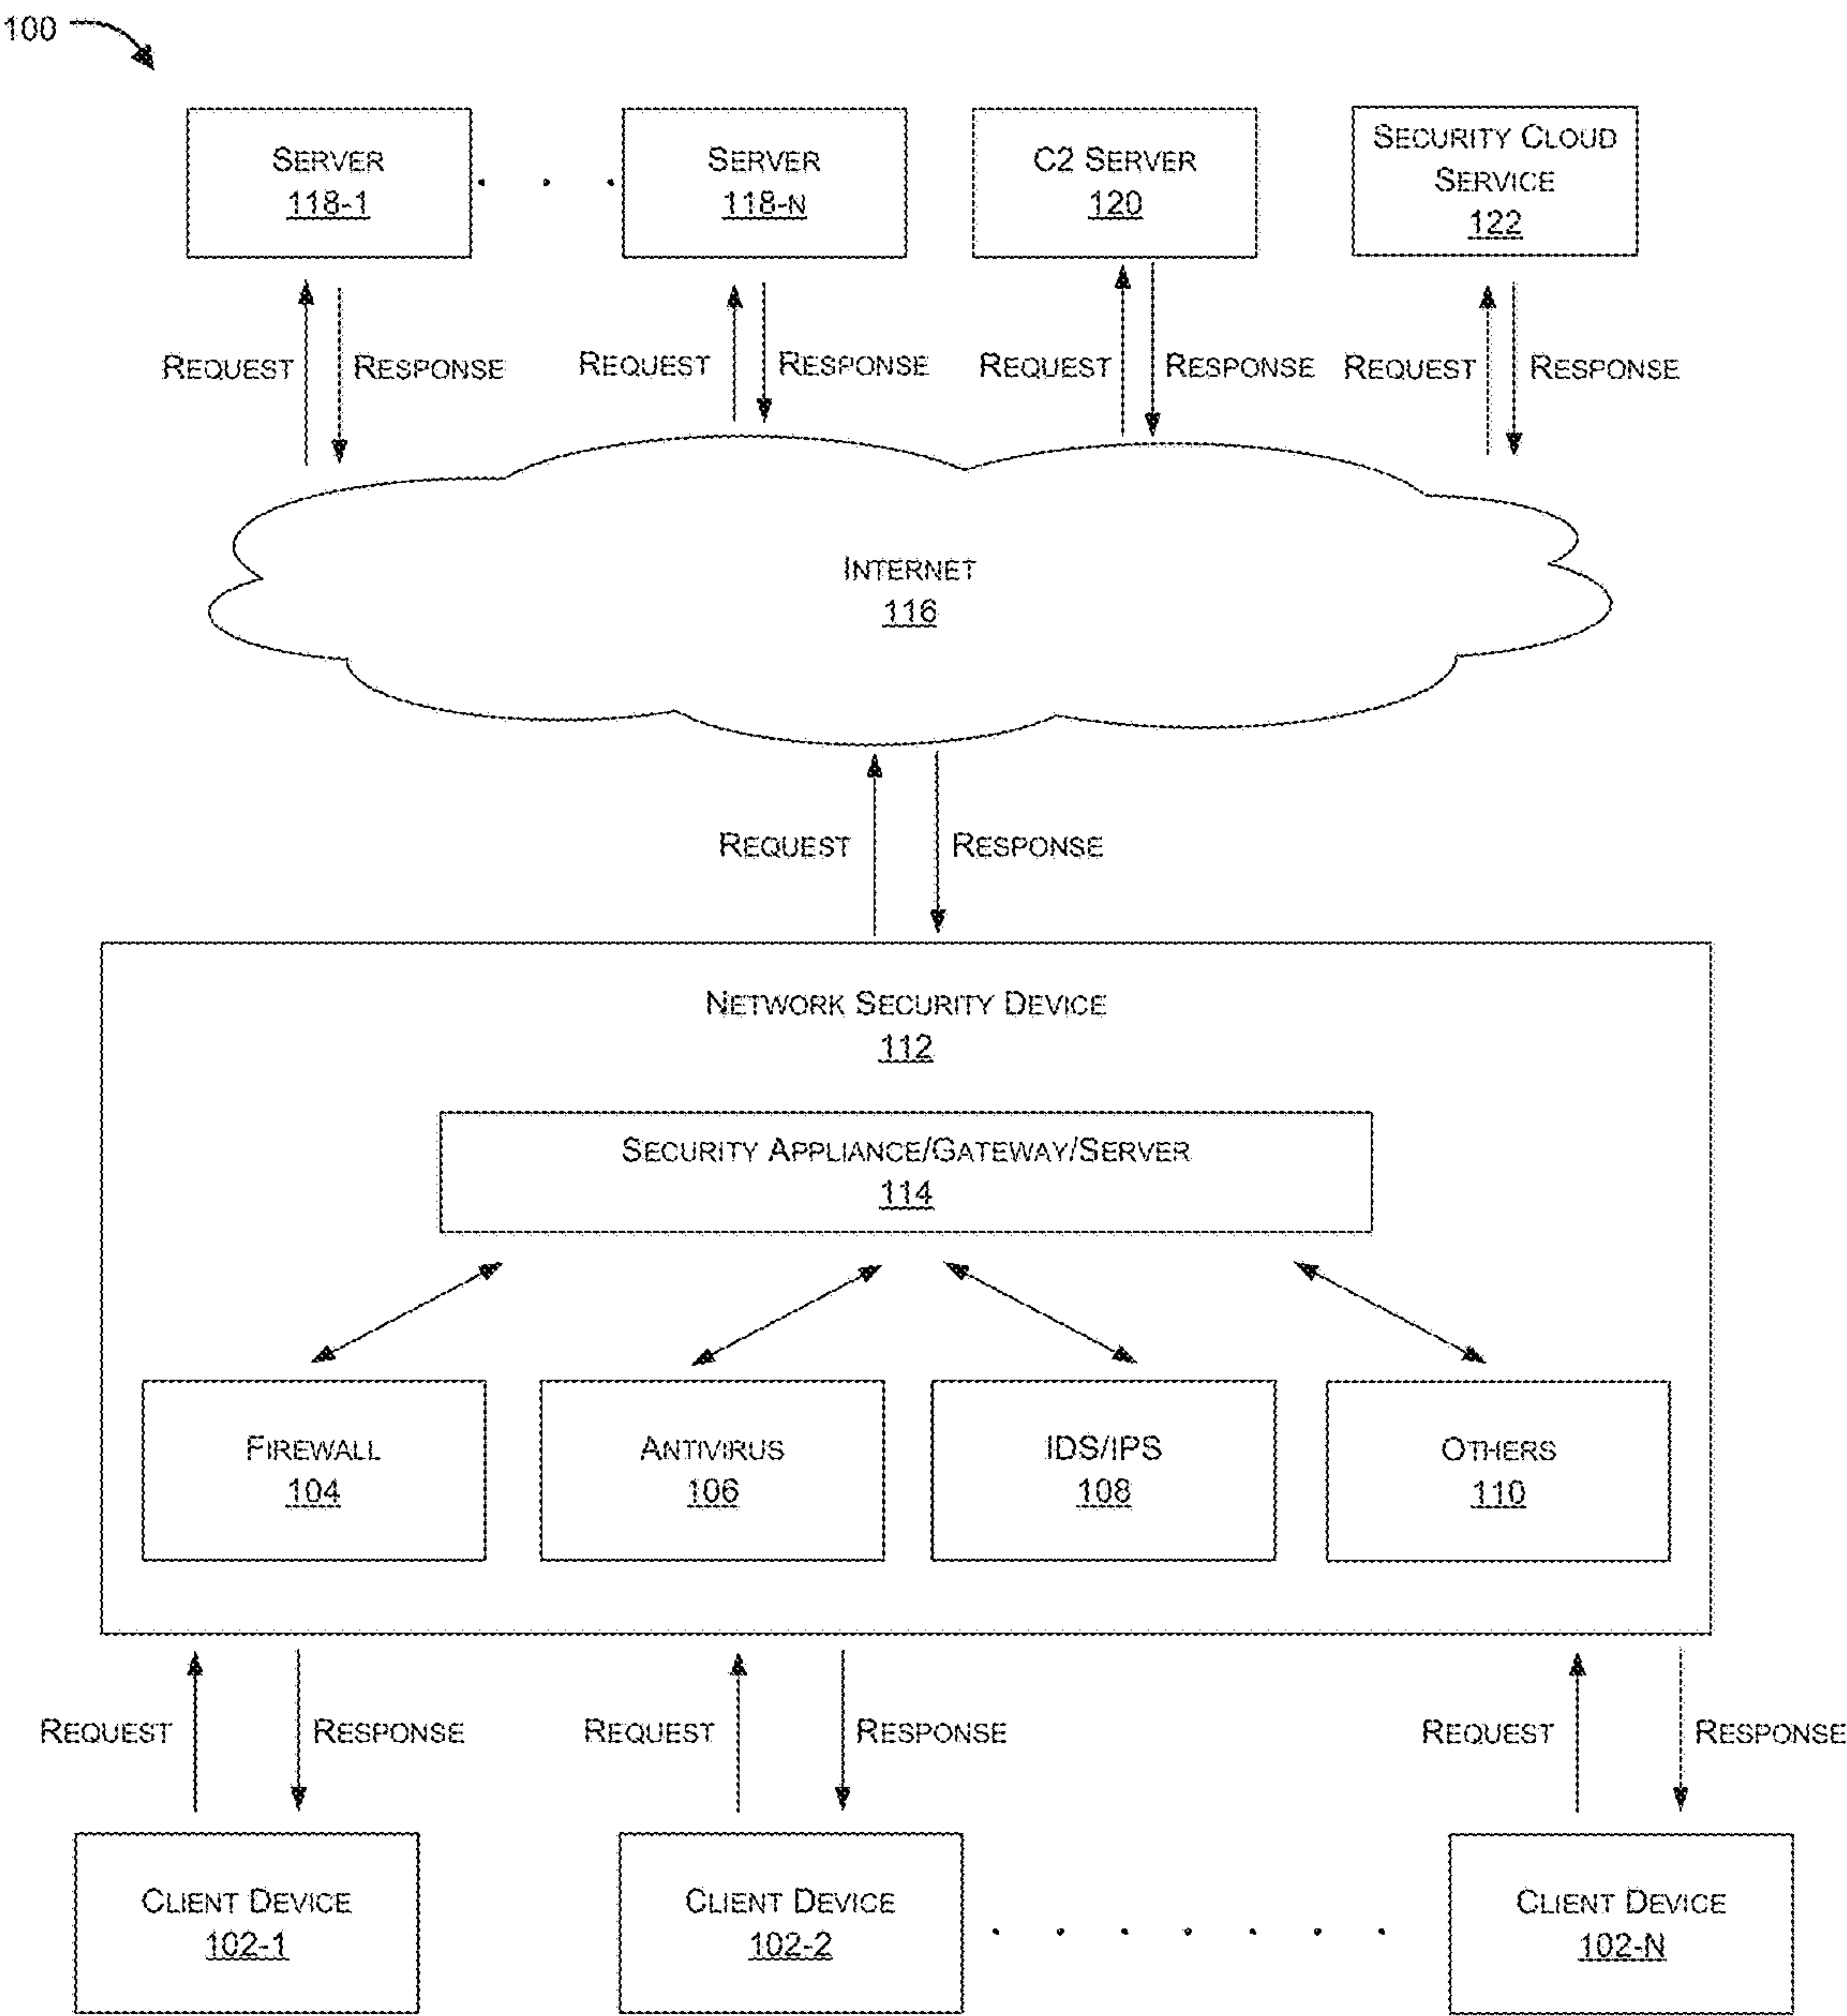 100
SERVER
118-1
SERVER
118-N
C2 SERVER
120
SECURITY CLOUD
SERVICE
122
REQUEST
RESPONSE
REQUEST
RESPONSE
REQUEST
RESPONSE
REQUEST
RESPONSE
INTERNET
116
REQUEST
RESPONSE
NETWORK SECURITY DEVICE
112
SECURITY APPLIANCE/GATEWAY/SERVER
114
FIREWALL
104
ANTIVIRUS
106
IDS/IPS
108
OTHERS
110
REQUEST
RESPONSE
REQUEST
RESPONSE
REQUEST
RESPONSE
CLIENT DEVICE
102-1
CLIENT DEVICE
102-2
CLIENT DEVICE
102-N